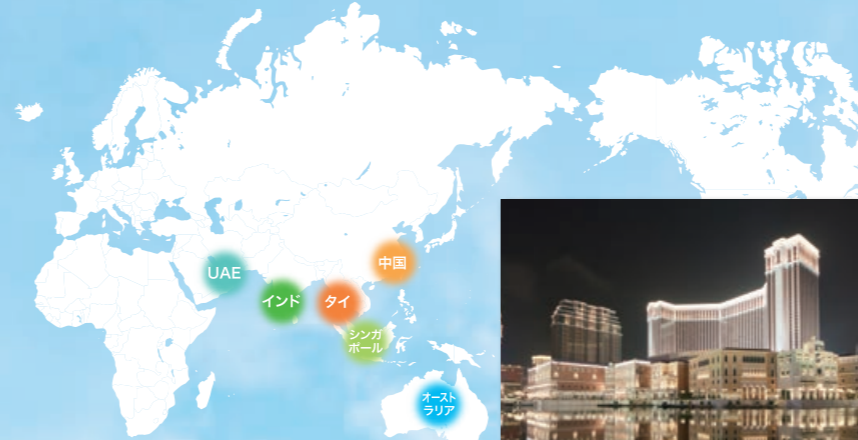 UAE
中国
インド
タイ
シンガ
ポール
オースト
ラリア